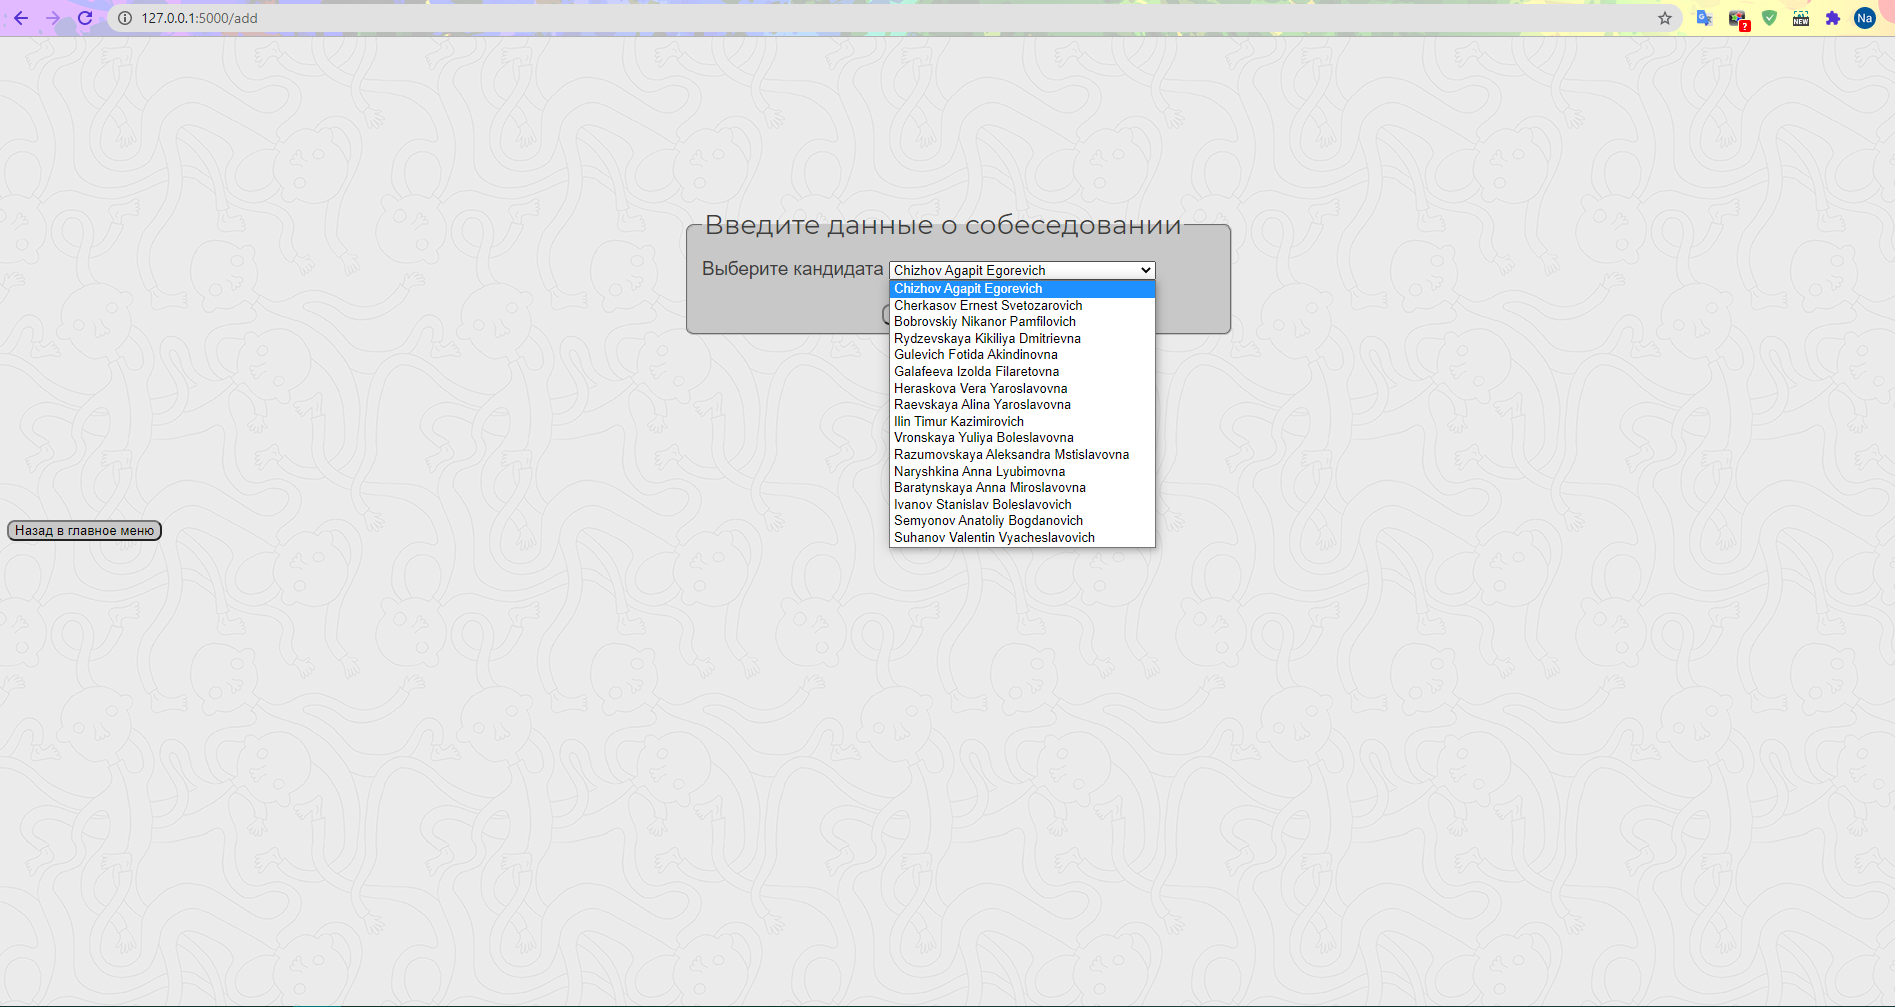 127.0.0.1:5000/add
NEW
?
Na
Введите данные о собеседовании
Выберите кандидата Chizhov Agapit Egorevich
Chizhov Agapit Egorevich
Cherkasov Ernest Svetozarovich
Bobrovskiy Nikanor Pamfilovich
Rydzevskaya Kikiliya Dmitrievna
Gulevich Fotida Akindinovna
Galafeeva Izolda Filaretovna
Heraskova Vera Yaroslavovna
Raevskaya Alina Yaroslavovna
Ilin Timur Kazimirovich
Vronskaya Yuliya Boleslavovna
Razumovskaya Aleksandra Mstislavovna
Naryshkina Anna Lyubimovna
Baratynskaya Anna Miroslavovna
Ivanov Stanislav Boleslavovich
Semyonov Anatoliy Bogdanovich
Suhanov Valentin Vyacheslavovich
Назад в главное меню